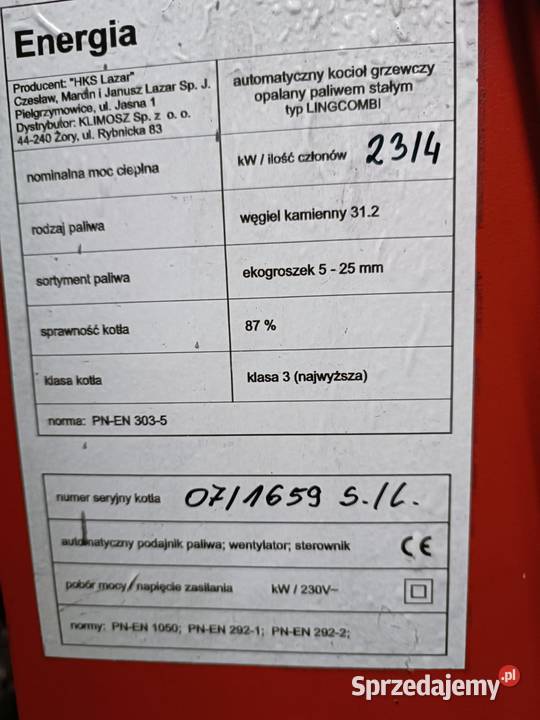 Energia
Producent: "HKS Lazar"
Czesław, Marcin i Janusz Lazar Sp. J.
Pielgrzymowice, ul. Jasna 1
Dystrybutor: KLIMOSZ Sp. z o. o.
44-240 Żory, ul. Rybnicka 83
automatyczny kocioł grzewczy
opalany paliwem stałym
typ LINGCOMBI
nominalna moc cieplna
kW / ilość członów 23/4
rodzaj paliwa
węgiel kamienny 31.2
sortyment paliwa
ekogroszek 5 - 25 mm
sprawność kotła
87 %
klasa kotła
klasa 3 (najwyższa)
norma: PN-EN 303-5
numer seryjny kotła 07/1659 S./L.
automatyczny podajnik paliwa; wentylator; sterownik CE
pobór mocy / napięcie zasilania kW / 230V~
normy: PN-EN 1050; PN-EN 292-1; PN-EN 292-2;
Sprzedajemy.pl